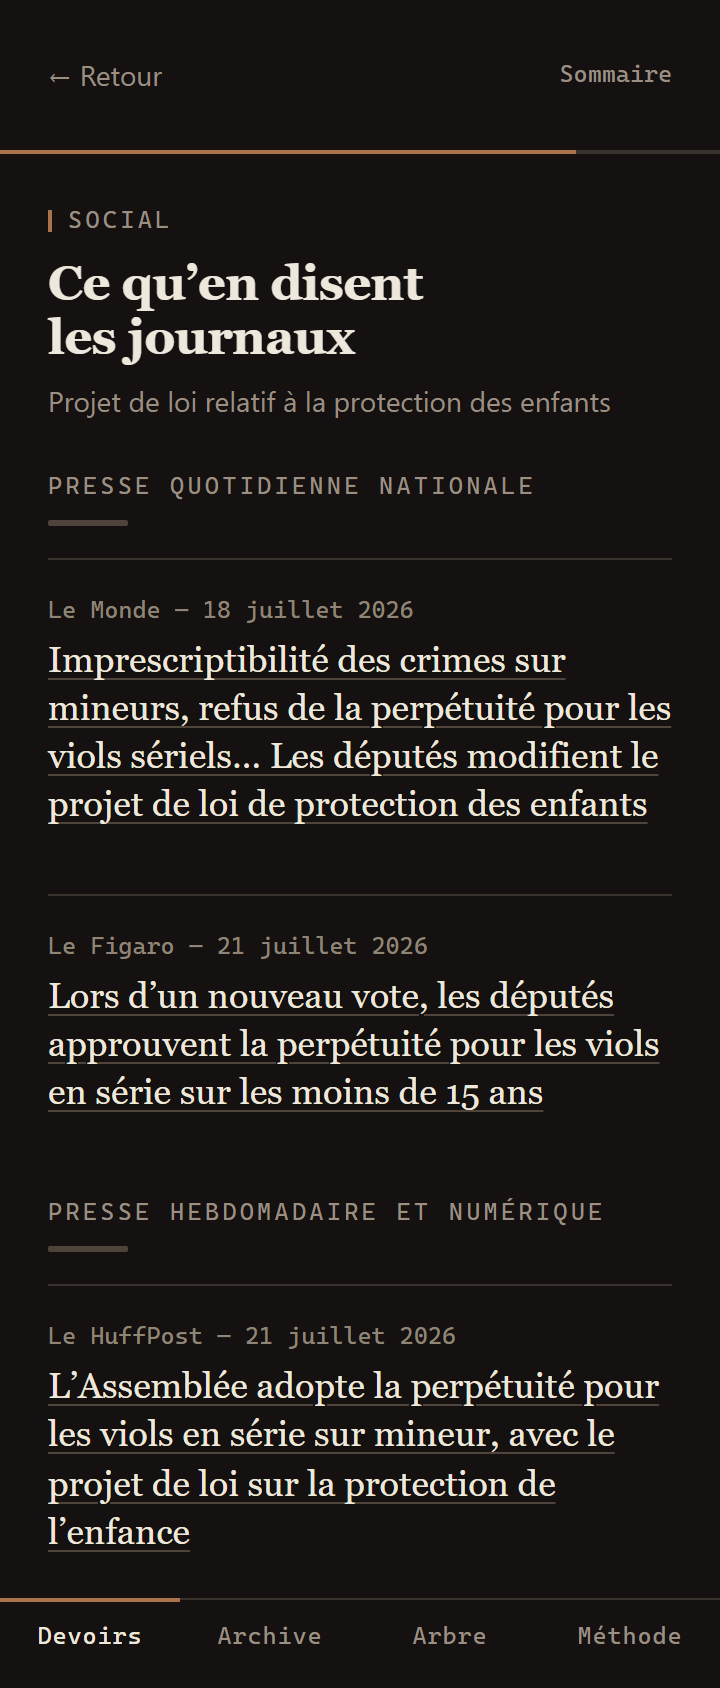 ← Retour
Sommaire
SOCIAL
Ce qu’en disent
les journaux
Projet de loi relatif à la protection des enfants
PRESSE QUOTIDIENNE NATIONALE
Le Monde — 18 juillet 2026
Imprescriptibilité des crimes sur
mineurs, refus de la perpétuité pour les
viols sériels… Les députés modifient le
projet de loi de protection des enfants
Le Figaro — 21 juillet 2026
Lors d’un nouveau vote, les députés
approuvent la perpétuité pour les viols
en série sur les moins de 15 ans
PRESSE HEBDOMADAIRE ET NUMÉRIQUE
Le HuffPost — 21 juillet 2026
L’Assemblée adopte la perpétuité pour
les viols en série sur mineur, avec le
projet de loi sur la protection de
l’enfance
Devoirs
Archive
Arbre
Méthode